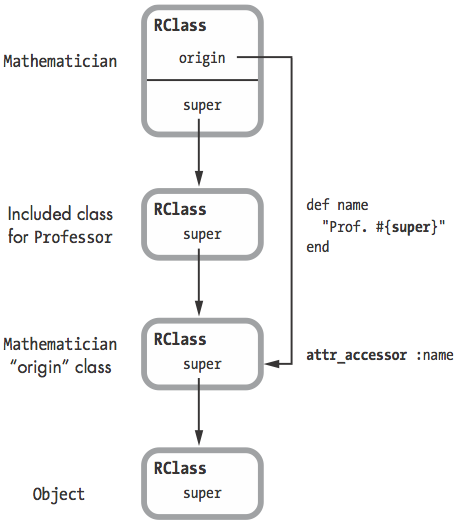 RClass
Mathematician
origin
super
Included class
for Professor
RClass
super
def name
"Prof. #{super}"
end
Mathematician
“origin” class
RClass
super
attr_accessor :name
RClass
Object
super